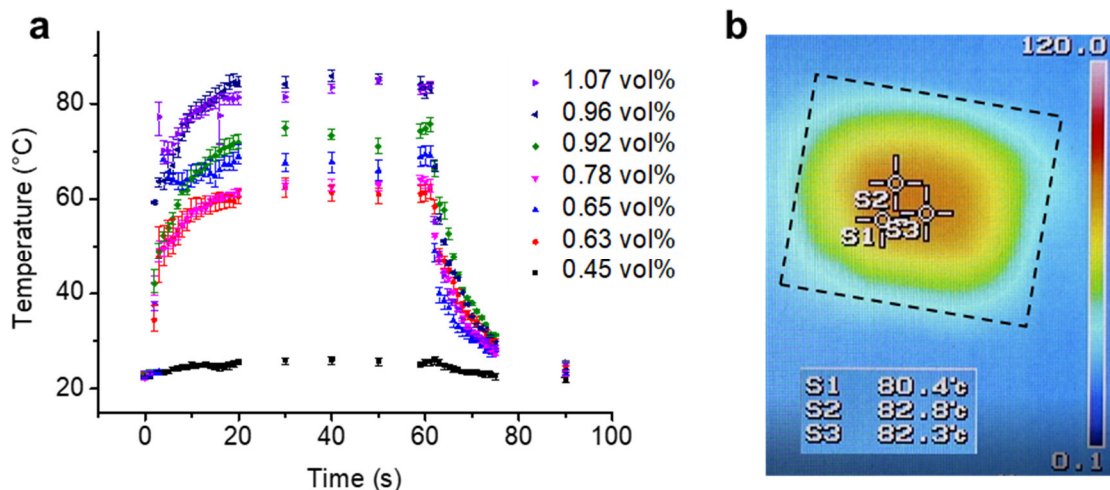 a
Temperature (°C)
80
60
40
20
0 20 40 60 80 100
Time (s)
1.07 vol%
0.96 vol%
0.92 vol%
0.78 vol%
0.65 vol%
0.63 vol%
0.45 vol%
b
120.0
S2
S1 S3
S1 80.4℃
S2 82.8℃
S3 82.3℃
0.1